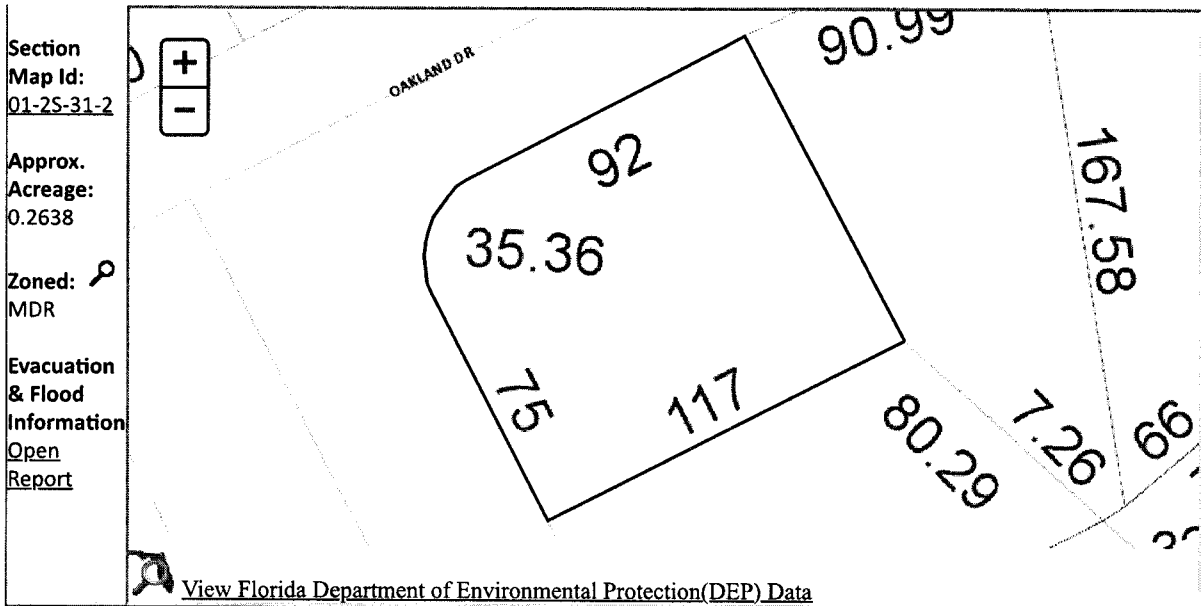 Section
Map Id:
01-2S-31-2
Approx.
Acreage:
0.2638
Zoned:
MDR
Evacuation
& Flood
Information
Open
Report
+
−
OAKLAND DR
90.99
92
35.36
167.58
75
117
80.29
7.26
66
View Florida Department of Environmental Protection(DEP) Data